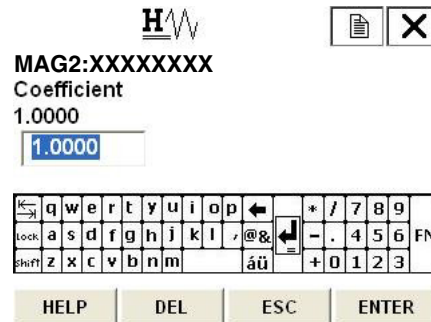 H
MAG2:XXXXXXXX
Coefficient
1.0000
1.0000
q w e r t y u i o p * / 7 8 9
Lock a s d f g h j k l , @& - . 4 5 6 FN
Shift z x c v b n m áü = + 0 1 2 3
HELP DEL ESC ENTER